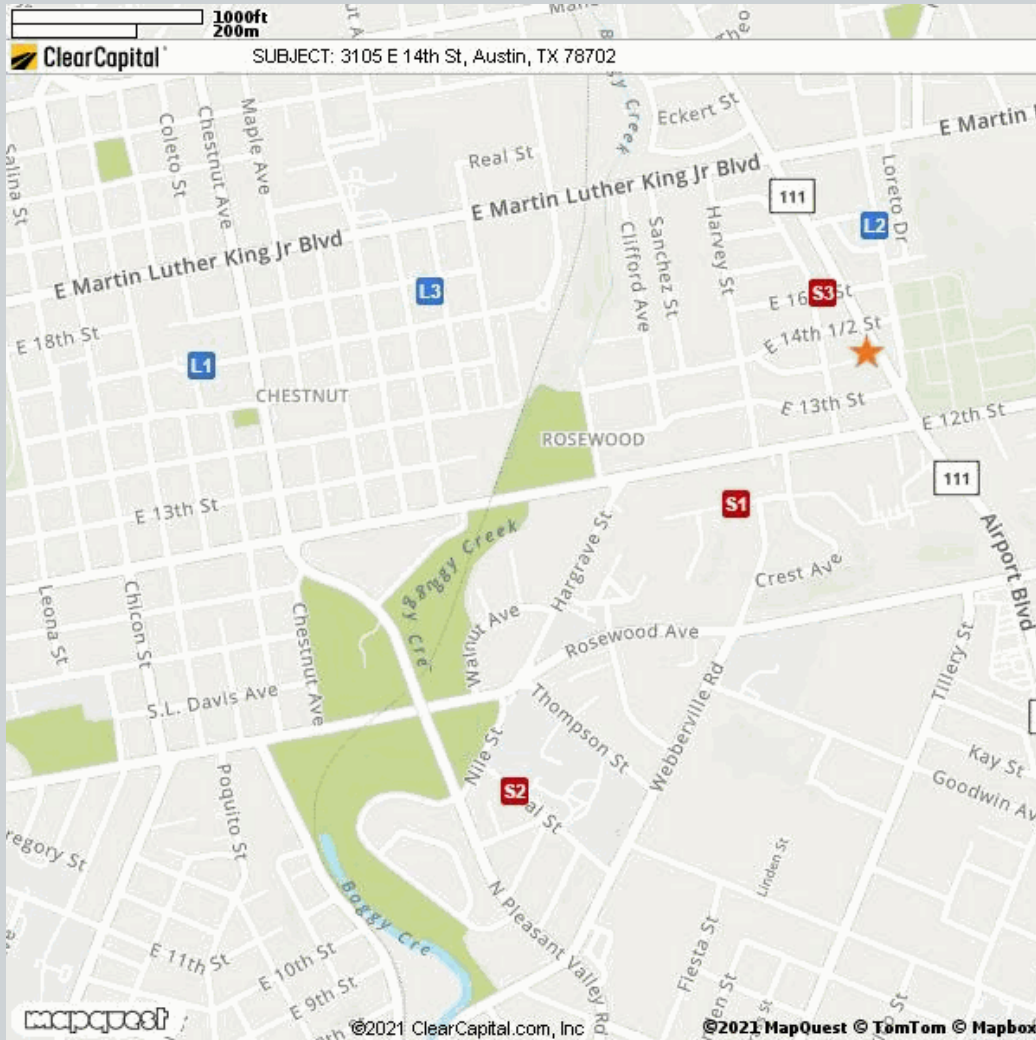 1000ft
200m
ClearCapital
SUBJECT: 3105 E 14th St, Austin, TX 78702
Eckert St
E Martin
Maple Ave
Chestnut Ave
Coleto St
Salina St
Real St
E Martin Luther King Jr Blvd
111
Loreto Dr
L2
Sanchez St
Clifford Ave
Harvey St
E Martin Luther King Jr Blvd
L3
E 16
S3
St
E 14th 1/2 St
E 18th St
L1
CHESTNUT
E 13th St
E 12th St
ROSEWOOD
111
S1
E 13th St
Boggy Creek
Hargrave St
Airport Blvd
Crest Ave
Leona St
Chicon St
Chestnut Ave
Walnut Ave
Rosewood Ave
Tillery St
S.L. Davis Ave
Thompson St
Webberville Rd
Nile St
Kay St
Goodwin Av
Poquito St
S2
al St
regory St
Linden St
Boggy Cre
N Pleasant Valley Rd
Fiesta St
E 11th St
E 10th St
E 9th St
mapquest
©2021 ClearCapital.com, Inc
©2021 MapQuest © TomTom © Mapbox